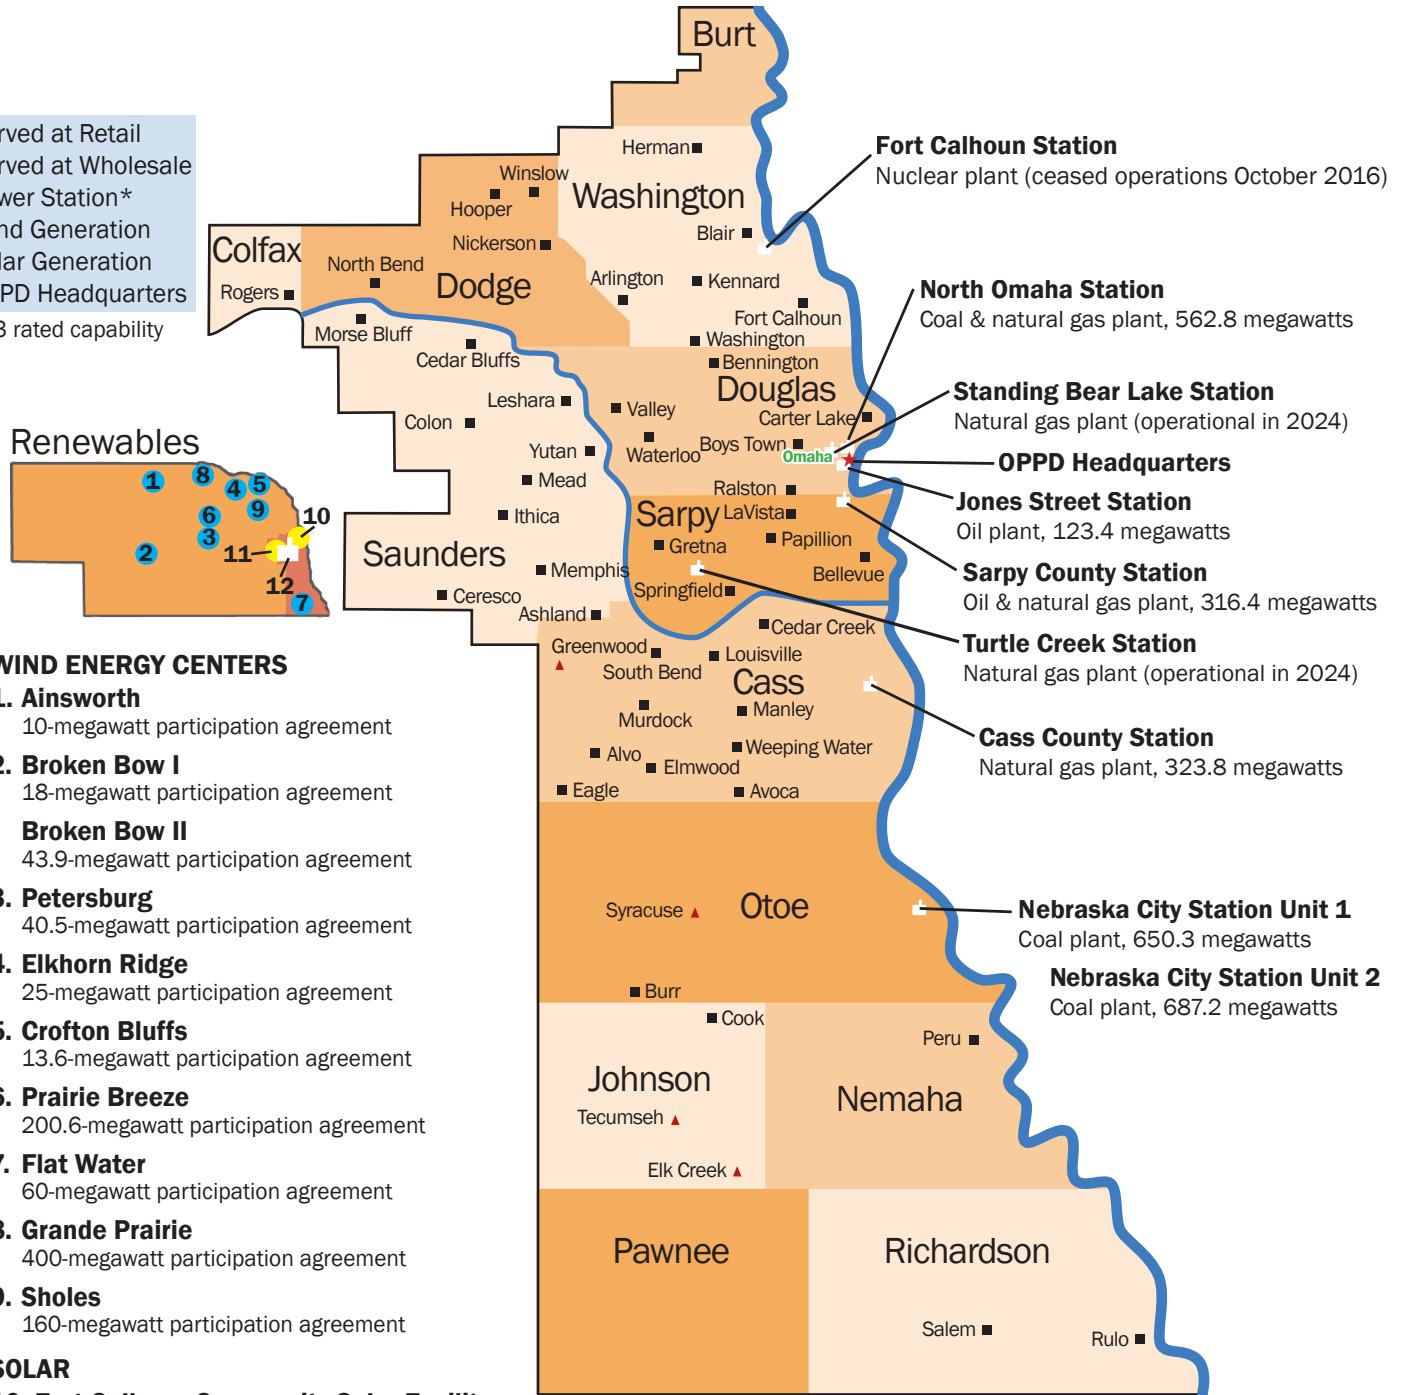 rved at Retail
rved at Wholesale
wer Station*
nd Generation
lar Generation
PPD Headquarters
3 rated capability
Renewables
1
8
4
5
6
9
3
2
10
11
12
7
WIND ENERGY CENTERS
1. Ainsworth
10-megawatt participation agreement
2. Broken Bow I
18-megawatt participation agreement
Broken Bow II
43.9-megawatt participation agreement
3. Petersburg
40.5-megawatt participation agreement
4. Elkhorn Ridge
25-megawatt participation agreement
5. Crofton Bluffs
13.6-megawatt participation agreement
6. Prairie Breeze
200.6-megawatt participation agreement
7. Flat Water
60-megawatt participation agreement
8. Grande Prairie
400-megawatt participation agreement
9. Sholes
160-megawatt participation agreement
SOLAR
Burt
Herman
Washington
Blair
Arlington
Kennard
Fort Calhoun
Washington
Winslow
Hooper
Nickerson
North Bend
Dodge
Colfax
Rogers
Morse Bluff
Cedar Bluffs
Leshara
Colon
Yutan
Mead
Ithica
Saunders
Memphis
Ceresco
Ashland
Bennington
Douglas
Valley
Carter Lake
Waterloo
Boys Town
Omaha
Ralston
Sarpy
LaVista
Gretna
Papillion
Bellevue
Springfield
Cedar Creek
Greenwood
South Bend
Louisville
Cass
Murdock
Manley
Alvo
Weeping Water
Elmwood
Eagle
Avoca
Syracuse
Otoe
Burr
Cook
Johnson
Tecumseh
Elk Creek
Peru
Nemaha
Pawnee
Richardson
Salem
Rulo
Fort Calhoun Station
Nuclear plant (ceased operations October 2016)
North Omaha Station
Coal & natural gas plant, 562.8 megawatts
Standing Bear Lake Station
Natural gas plant (operational in 2024)
OPPD Headquarters
Jones Street Station
Oil plant, 123.4 megawatts
Sarpy County Station
Oil & natural gas plant, 316.4 megawatts
Turtle Creek Station
Natural gas plant (operational in 2024)
Cass County Station
Natural gas plant, 323.8 megawatts
Nebraska City Station Unit 1
Coal plant, 650.3 megawatts
Nebraska City Station Unit 2
Coal plant, 687.2 megawatts